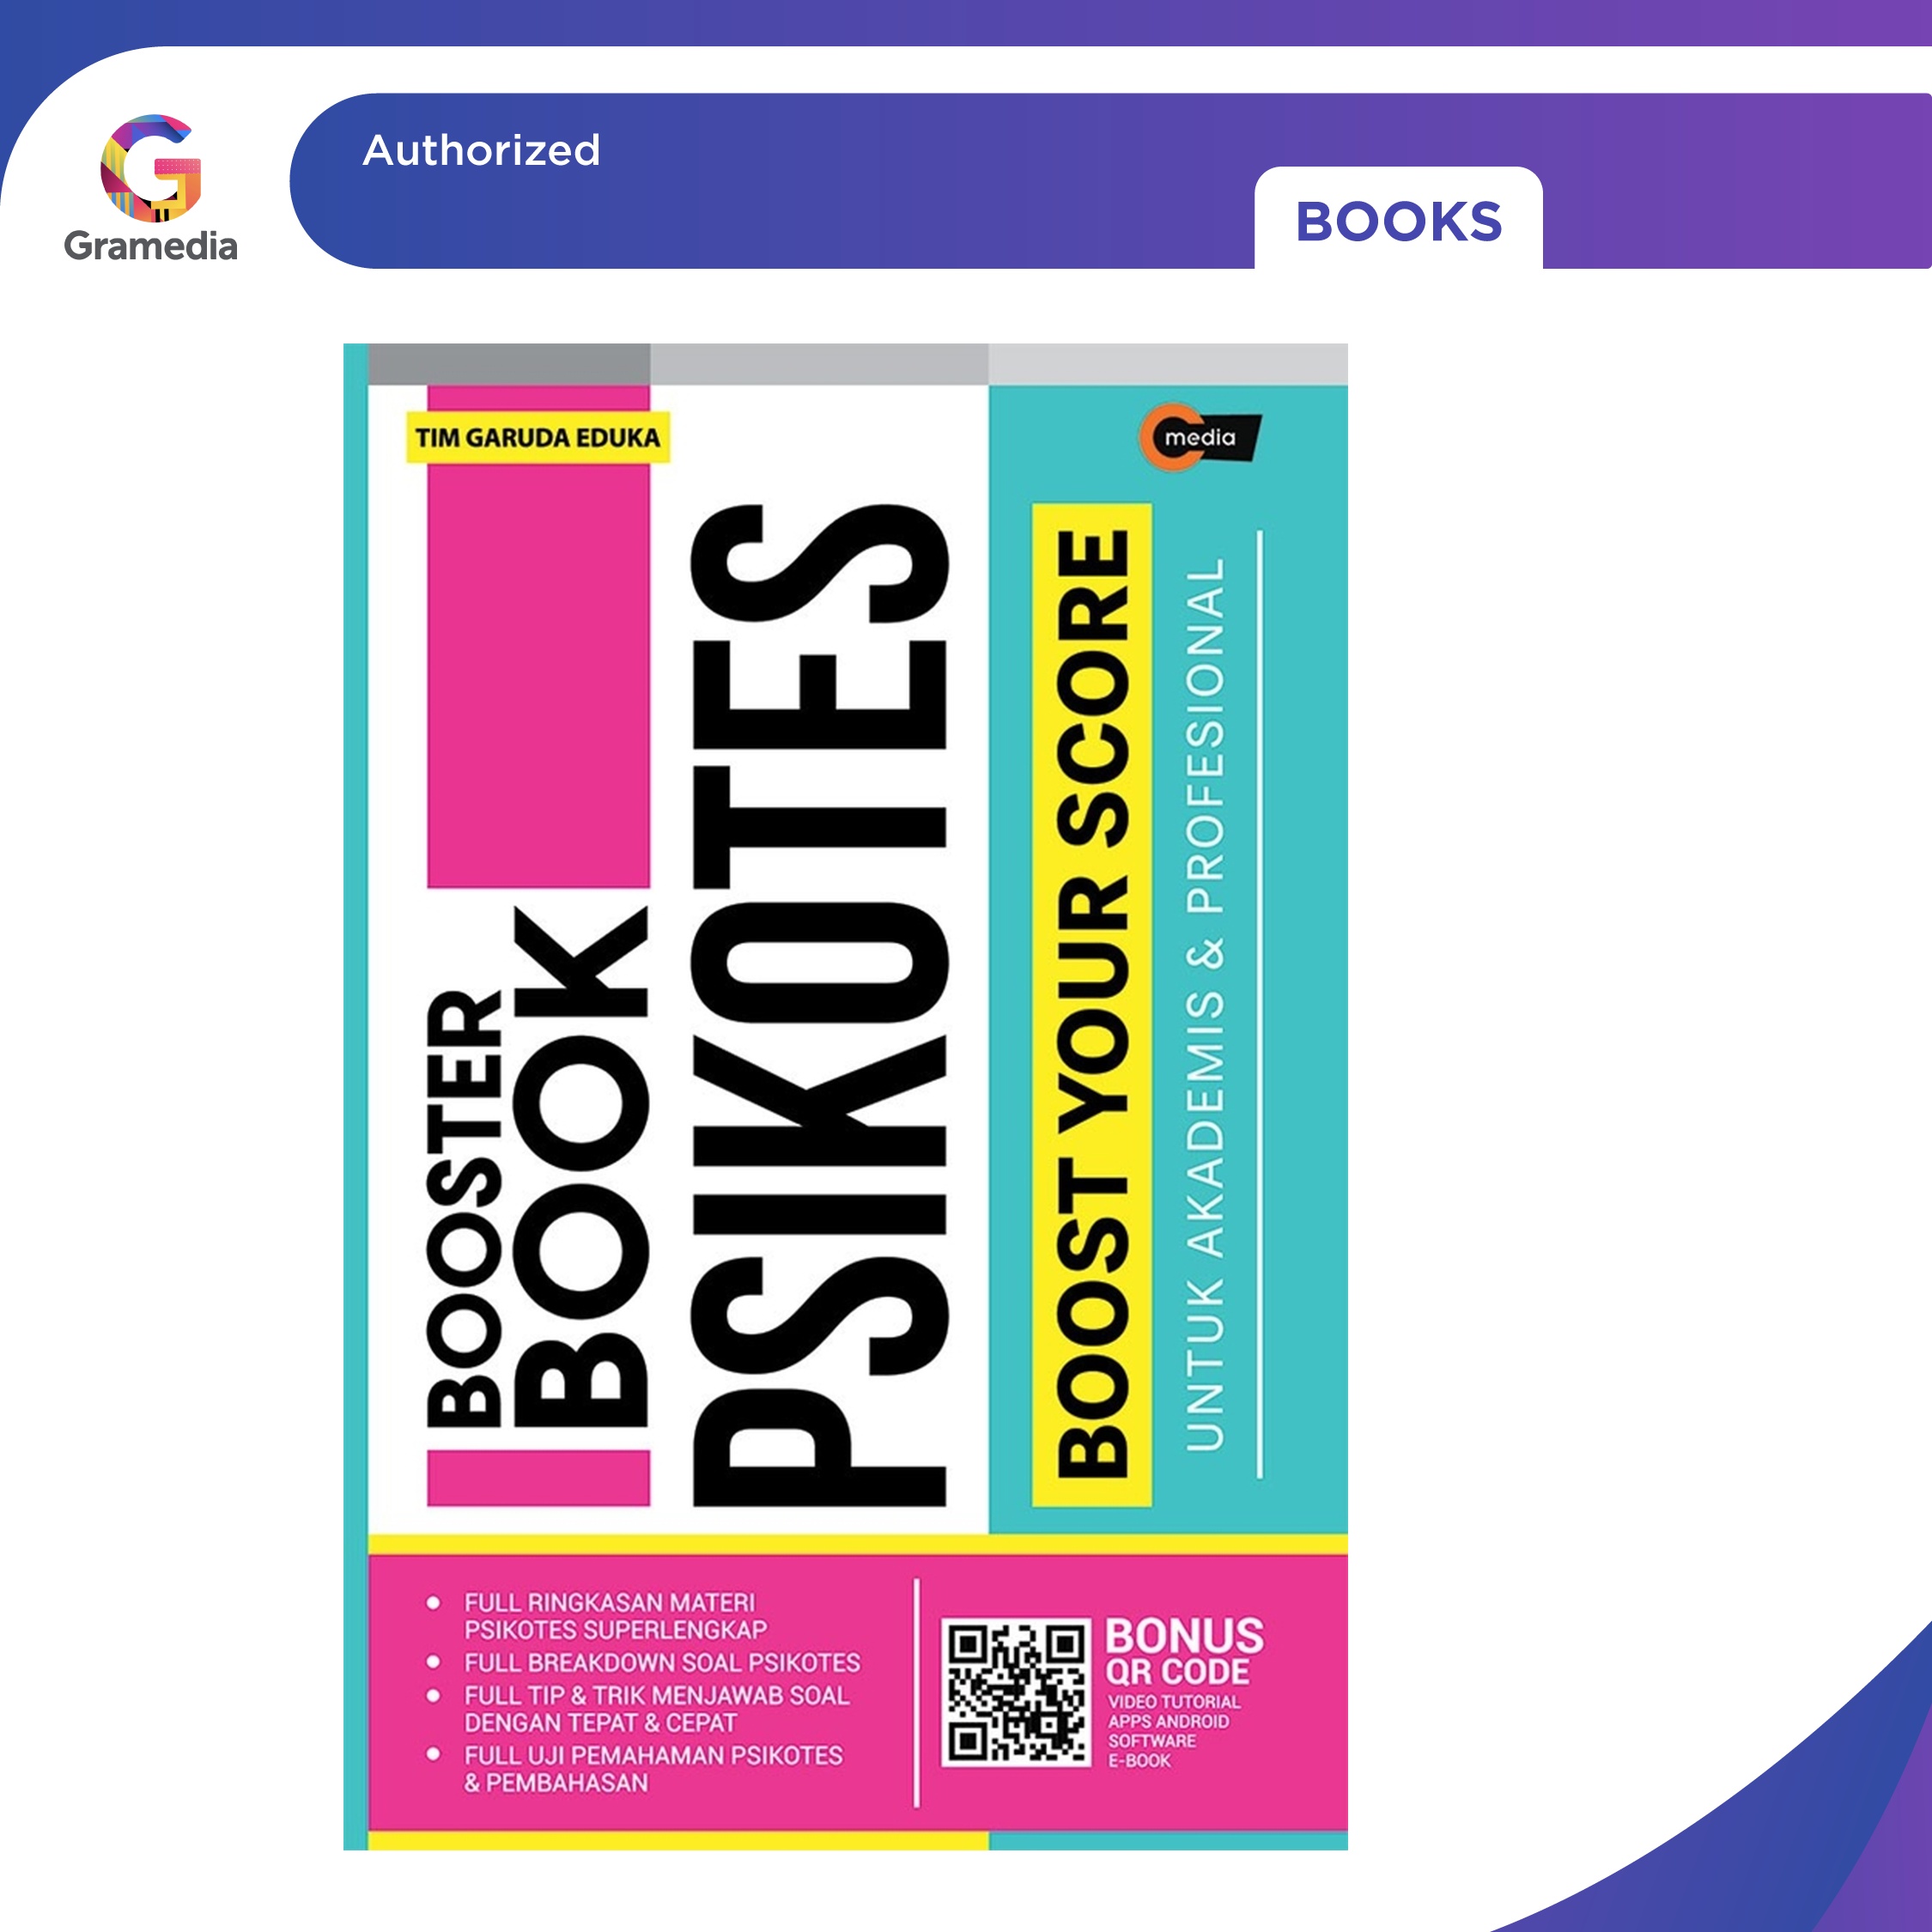 Gramedia
Authorized
BOOKS
TIM GARUDA EDUKA
media
BOOSTER
BOOK
PSIKOTES
BOOST YOUR SCORE
UNTUK AKADEMIS & PROFESIONAL
FULL RINGKASAN MATERI
PSIKOTES SUPERLENGKAP
FULL BREAKDOWN SOAL PSIKOTES
FULL TIP & TRIK MENJAWAB SOAL
DENGAN TEPAT & CEPAT
FULL UJI PEMAHAMAN PSIKOTES
& PEMBAHASAN
BONUS
QR CODE
VIDEO TUTORIAL
APPS ANDROID
SOFTWARE
E-BOOK